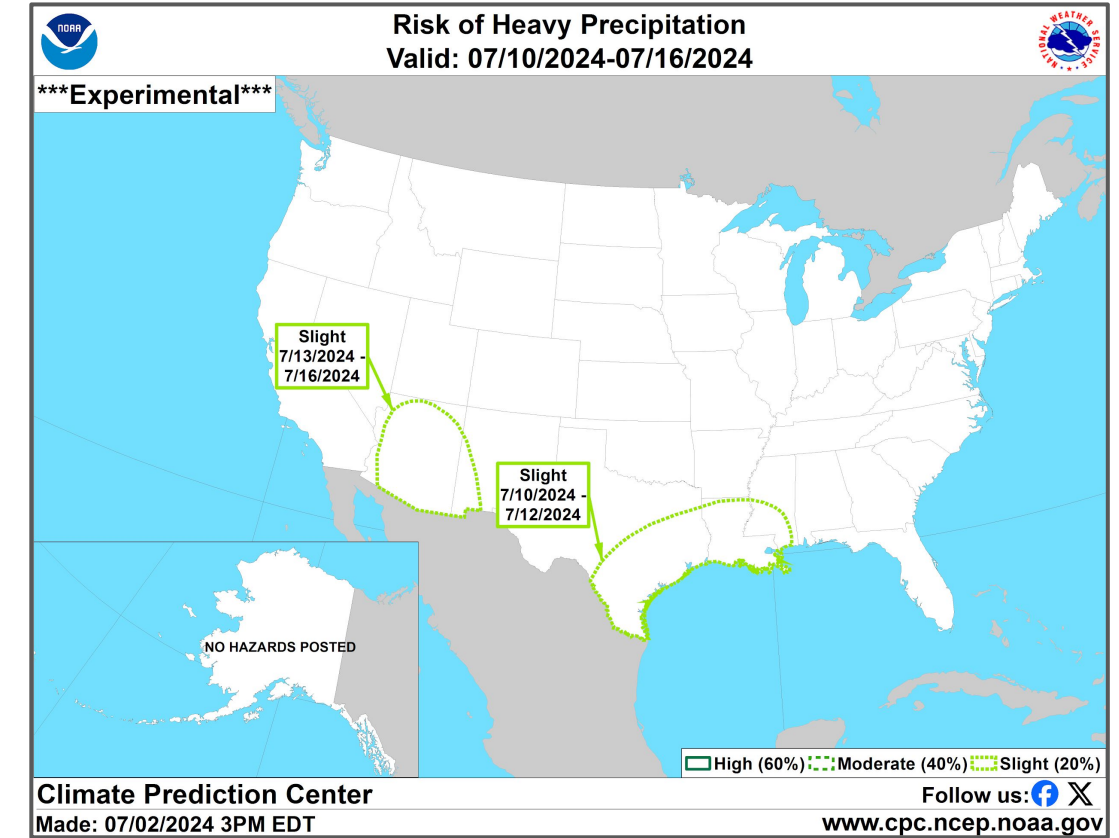 NOAA
Risk of Heavy Precipitation
Valid: 07/10/2024-07/16/2024
NATIONAL WEATHER SERVICE
***Experimental***
Slight
7/13/2024 -
7/16/2024
Slight
7/10/2024 -
7/12/2024
NO HAZARDS POSTED
High (60%) Moderate (40%) Slight (20%)
Climate Prediction Center
Follow us:
Made: 07/02/2024 3PM EDT
www.cpc.ncep.noaa.gov